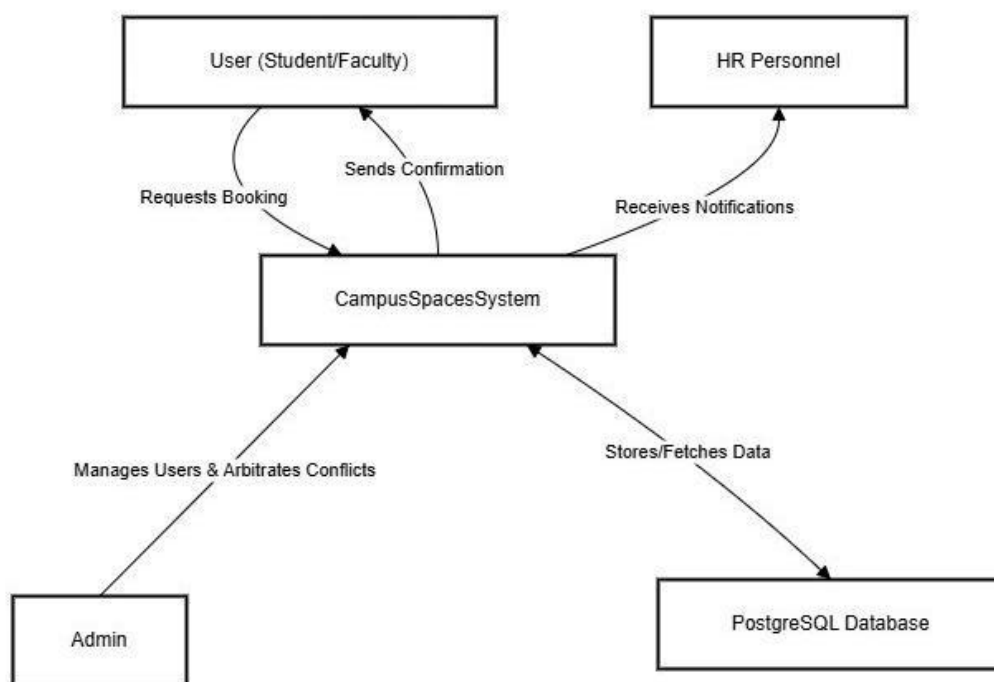 User (Student/Faculty)
HR Personnel
Sends Confirmation
Requests Booking
Receives Notifications
CampusSpacesSystem
Stores/Fetches Data
Manages Users & Arbitrates Conflicts
PostgreSQL Database
Admin